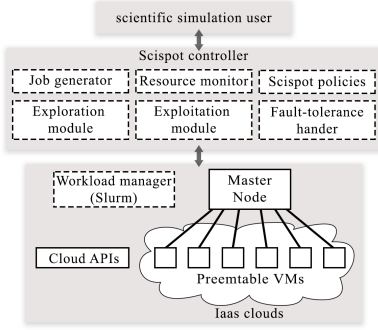 scientific simulation user
Scispot controller
Job generator
Resource monitor
Scispot policies
Exploration
module
Exploitation
module
Fault-tolerance
hander
Workload manager
(Slurm)
Master
Node
Cloud APIs
Preemtable VMs
Iaas clouds